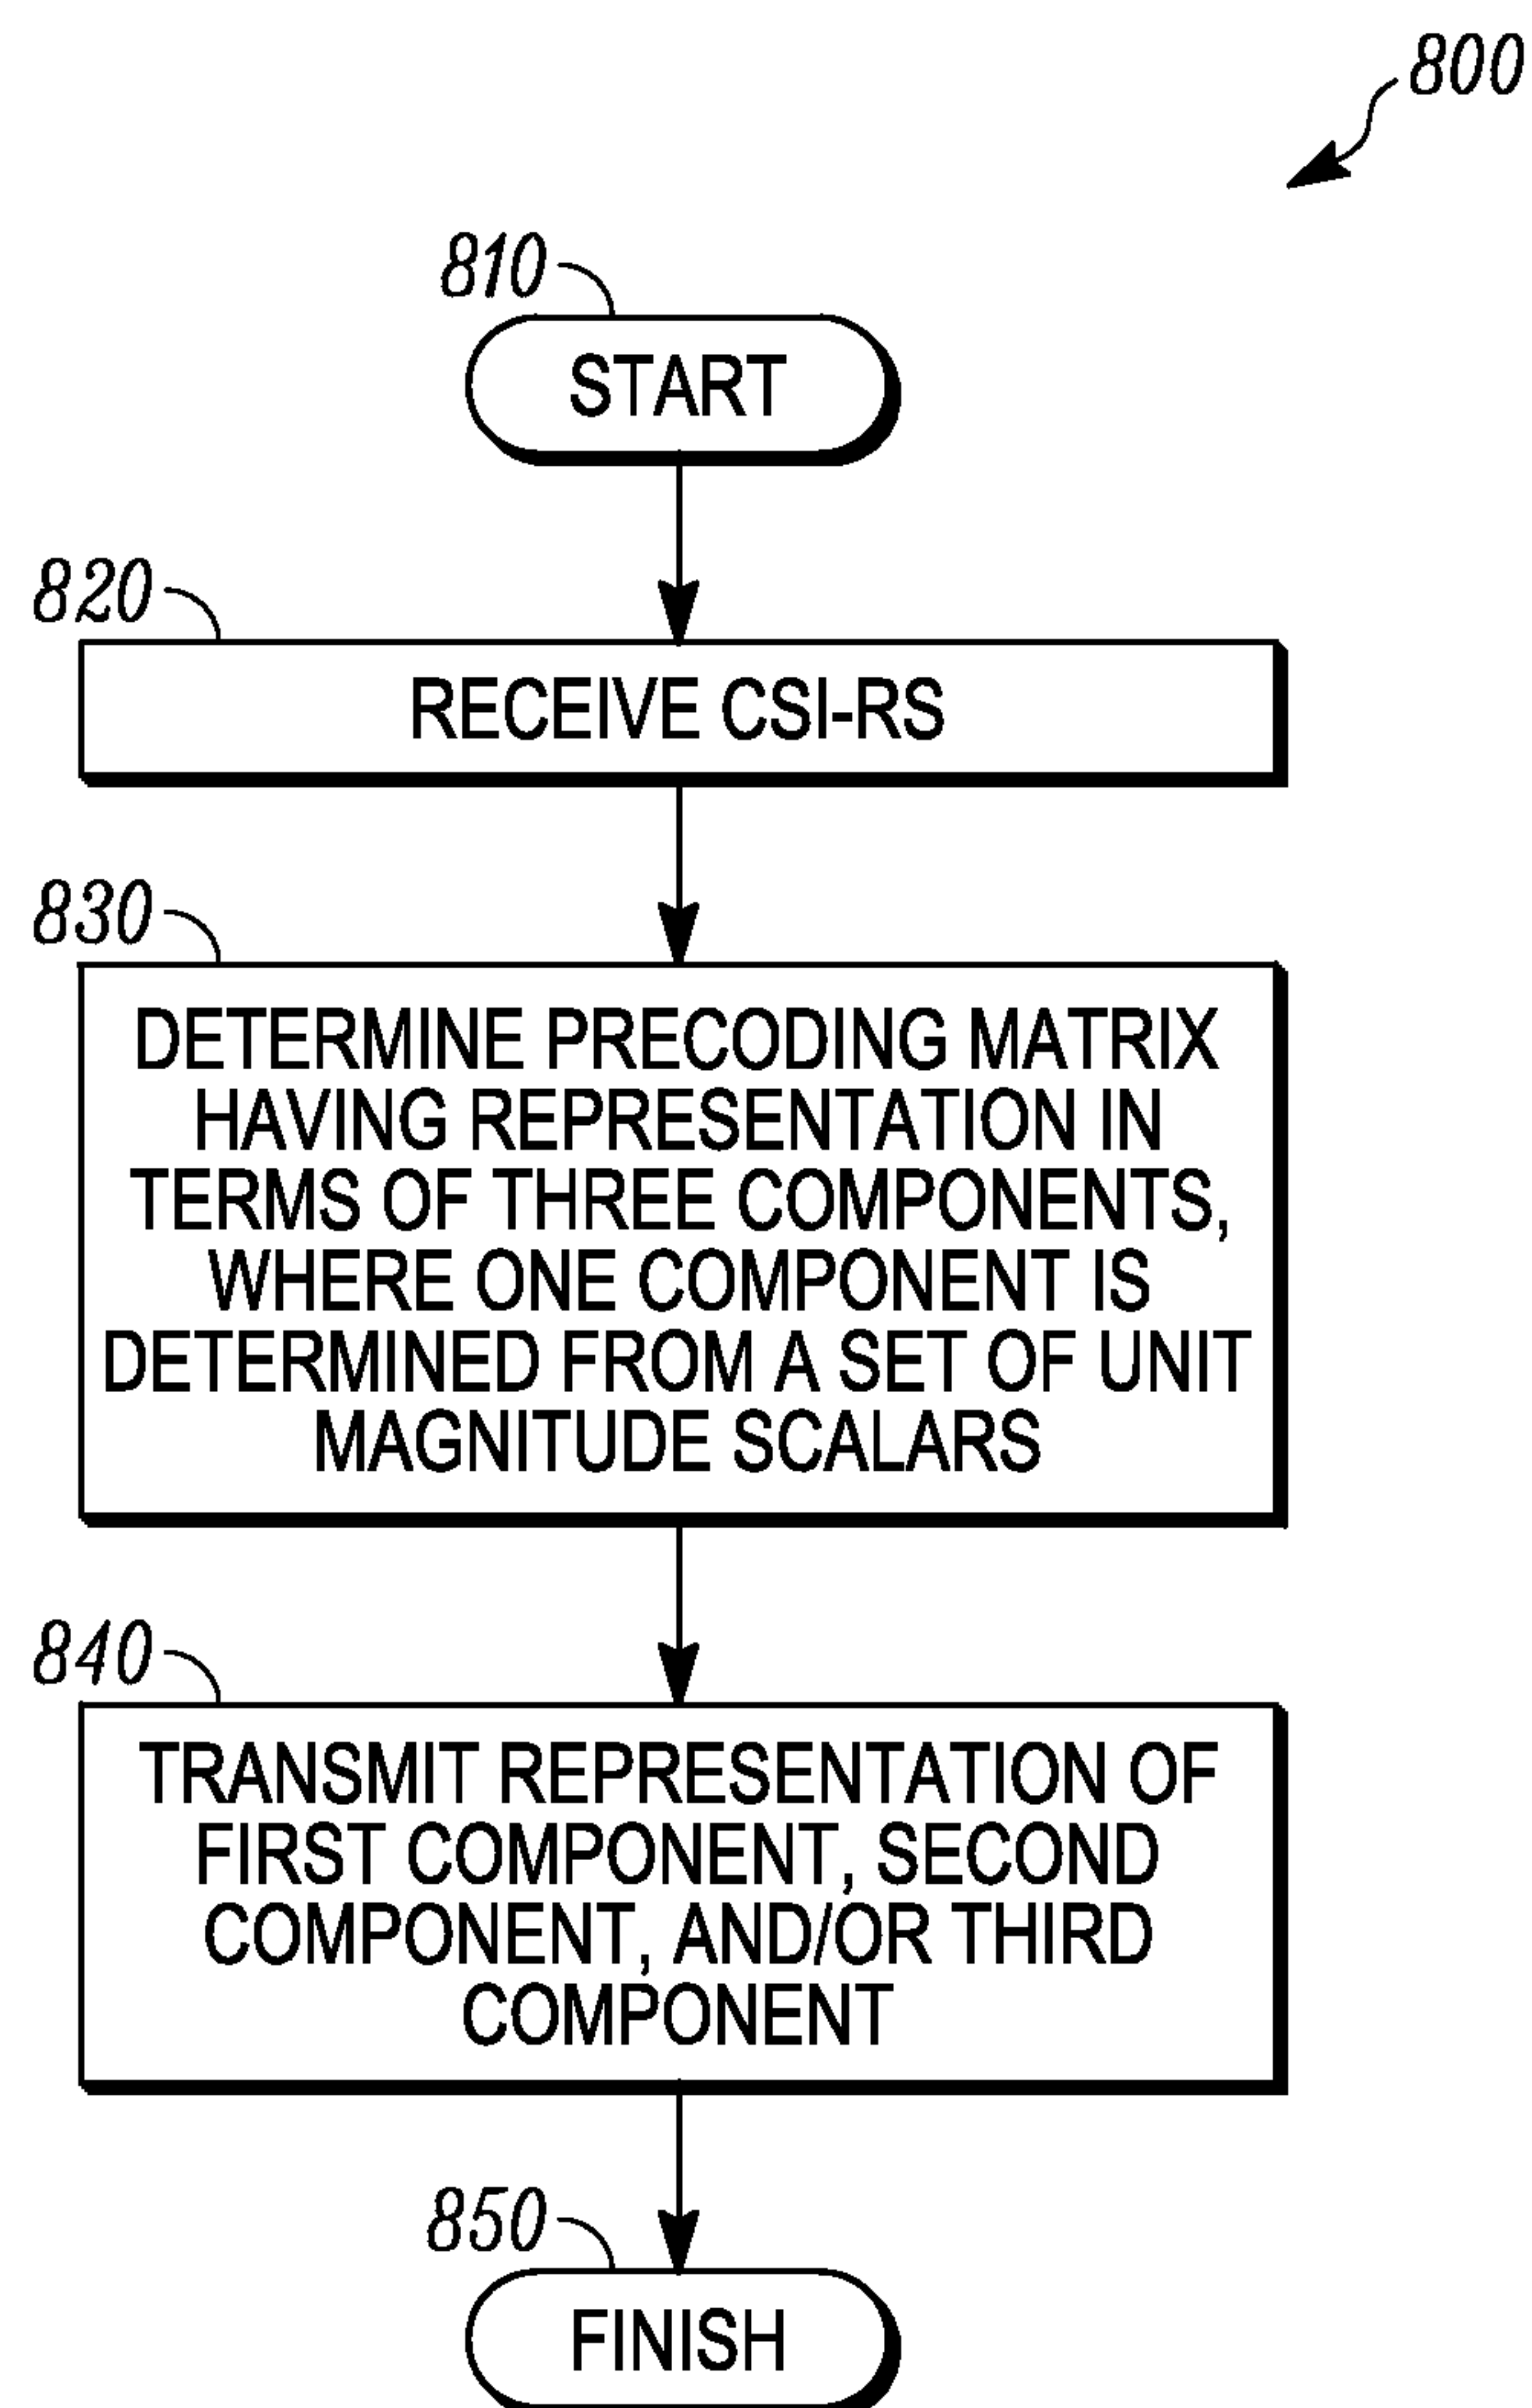 800
810
START
820
RECEIVE CSI-RS
830
DETERMINE PRECODING MATRIX
HAVING REPRESENTATION IN
TERMS OF THREE COMPONENTS,
WHERE ONE COMPONENT IS
DETERMINED FROM A SET OF UNIT
MAGNITUDE SCALARS
840
TRANSMIT REPRESENTATION OF
FIRST COMPONENT, SECOND
COMPONENT, AND/OR THIRD
COMPONENT
850
FINISH